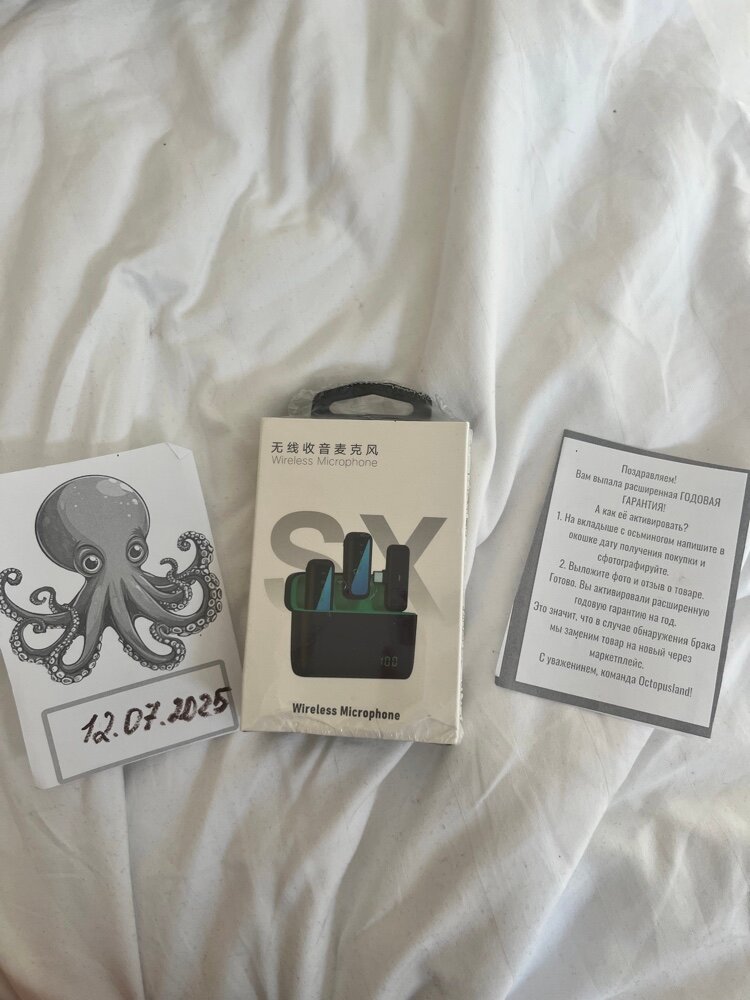 12.07.2025
无线收音麦克风
Wireless Microphone
SX
100
Wireless Microphone
Поздравляем!
Вам выпала расширенная ГОДОВАЯ
ГАРАНТИЯ!
А как её активировать?
1. На вкладыше с осьминогом напишите в
окошке дату получения покупки и
сфотографируйте.
2. Выложите фото и отзыв о товаре.
Готово. Вы активировали расширенную
годовую гарантию на год.
Это значит, что в случае обнаружения брака
мы заменим товар на новый через
маркетплейс.
С уважением, команда Octopusland!